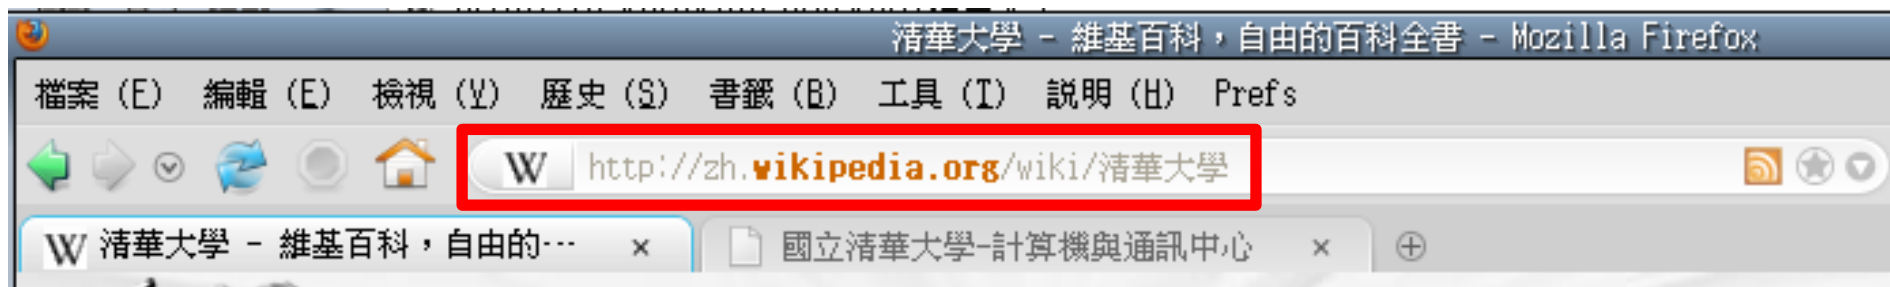 清華大學 - 維基百科，自由的百科全書 - Mozilla Firefox
檔案 (F) 編輯 (E) 檢視 (V) 歷史 (S) 書籤 (B) 工具 (T) 説明 (H) Prefs
W http://zh.wikipedia.org/wiki/清華大學
W 清華大學 - 維基百科，自由的… × 國立清華大學-計算機與通訊中心 ×